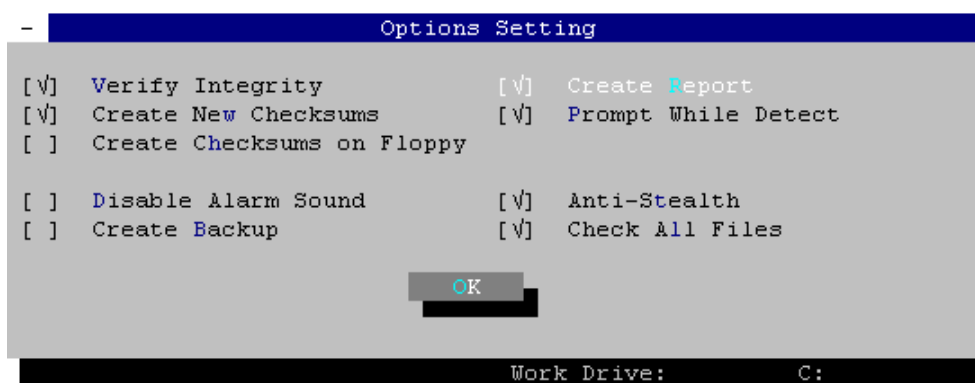 - Options Setting
[√] Verify Integrity [√] Create Report
[√] Create New Checksums [√] Prompt While Detect
[ ] Create Checksums on Floppy
[ ] Disable Alarm Sound [√] Anti-Stealth
[ ] Create Backup [√] Check All Files
OK
Work Drive: C: